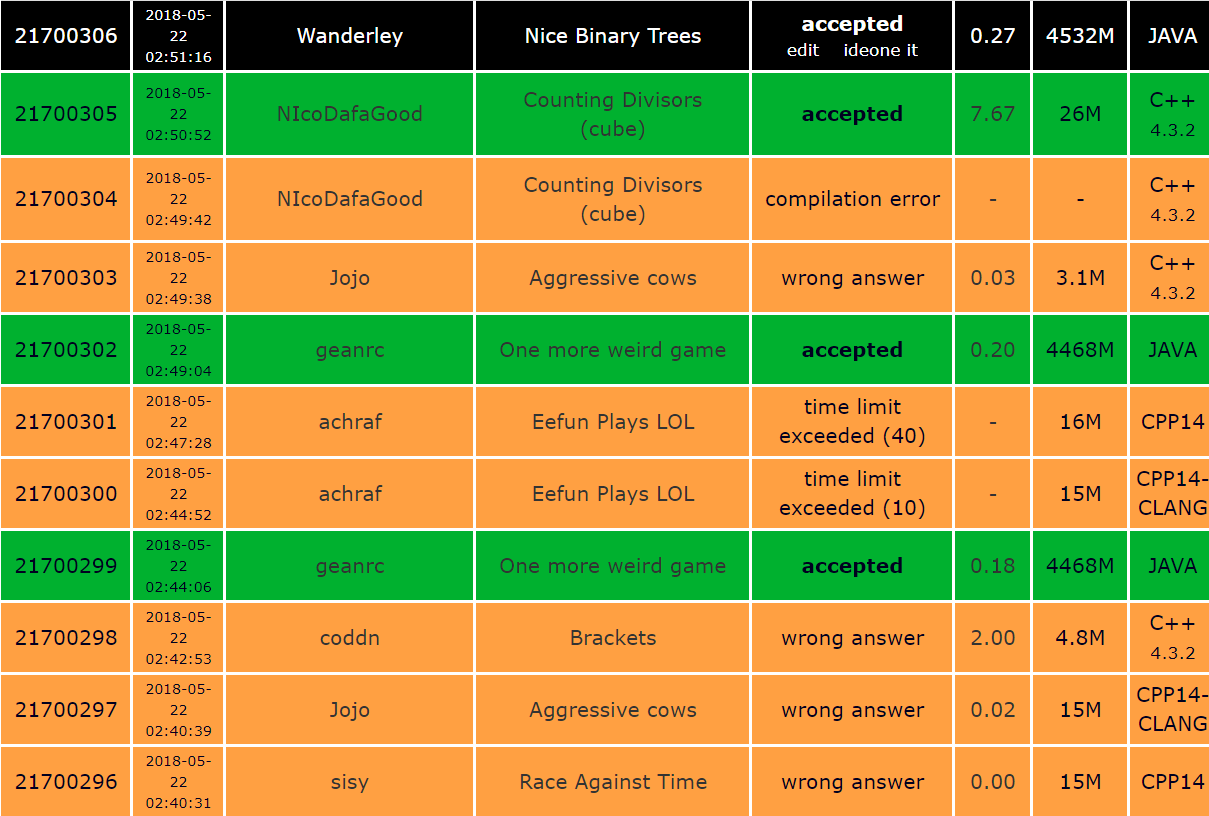 21700306 2018-05-22 02:51:16 Wanderley Nice Binary Trees accepted edit ideone it 0.27 4532M JAVA
21700305 2018-05-22 02:50:52 NIcoDafaGood Counting Divisors (cube) accepted 7.67 26M C++ 4.3.2
21700304 2018-05-22 02:49:42 NIcoDafaGood Counting Divisors (cube) compilation error - - C++ 4.3.2
21700303 2018-05-22 02:49:38 Jojo Aggressive cows wrong answer 0.03 3.1M C++ 4.3.2
21700302 2018-05-22 02:49:04 geanrc One more weird game accepted 0.20 4468M JAVA
21700301 2018-05-22 02:47:28 achraf Eefun Plays LOL time limit exceeded (40) - 16M CPP14
21700300 2018-05-22 02:44:52 achraf Eefun Plays LOL time limit exceeded (10) - 15M CPP14-CLANG
21700299 2018-05-22 02:44:06 geanrc One more weird game accepted 0.18 4468M JAVA
21700298 2018-05-22 02:42:53 coddn Brackets wrong answer 2.00 4.8M C++ 4.3.2
21700297 2018-05-22 02:40:39 Jojo Aggressive cows wrong answer 0.02 15M CPP14-CLANG
21700296 2018-05-22 02:40:31 sisy Race Against Time wrong answer 0.00 15M CPP14